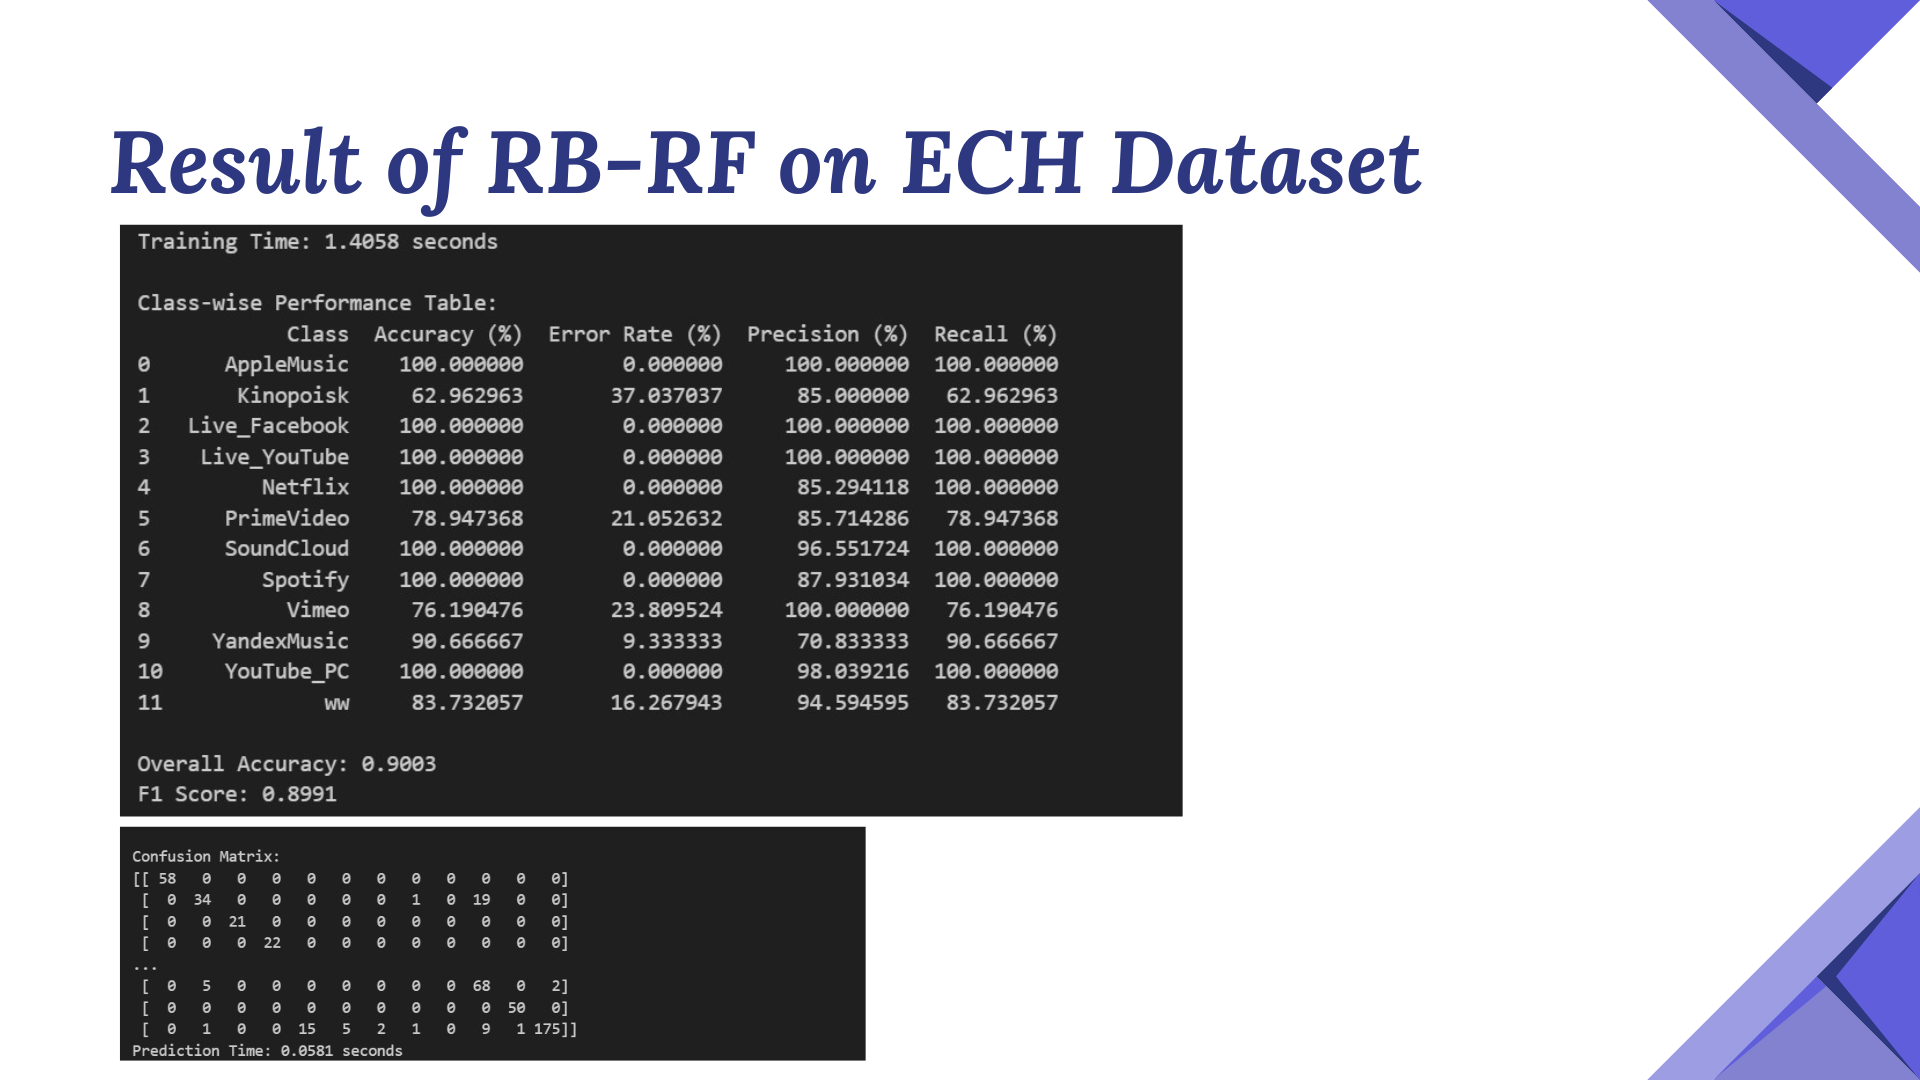 Result of RB-RF on ECH Dataset
Training Time: 1.4058 seconds
Class-wise Performance Table:
Class Accuracy (%) Error Rate (%) Precision (%) Recall (%)
0 AppleMusic 100.000000 0.000000 100.000000 100.000000
1 Kinopoisk 62.962963 37.037037 85.000000 62.962963
2 Live_Facebook 100.000000 0.000000 100.000000 100.000000
3 Live_YouTube 100.000000 0.000000 100.000000 100.000000
4 Netflix 100.000000 0.000000 85.294118 100.000000
5 PrimeVideo 78.947368 21.052632 85.714286 78.947368
6 SoundCloud 100.000000 0.000000 96.551724 100.000000
7 Spotify 100.000000 0.000000 87.931034 100.000000
8 Vimeo 76.190476 23.809524 100.000000 76.190476
9 YandexMusic 90.666667 9.333333 70.833333 90.666667
10 YouTube_PC 100.000000 0.000000 98.039216 100.000000
11 ww 83.732057 16.267943 94.594595 83.732057
Overall Accuracy: 0.9003
F1 Score: 0.8991
Confusion Matrix:
[[ 58 0 0 0 0 0 0 0 0 0 0 0]
[ 0 34 0 0 0 0 0 1 0 19 0 0]
[ 0 0 21 0 0 0 0 0 0 0 0 0]
[ 0 0 0 22 0 0 0 0 0 0 0 0]
...
[ 0 5 0 0 0 0 0 0 0 68 0 2]
[ 0 0 0 0 0 0 0 0 0 0 50 0]
[ 0 1 0 0 15 5 2 1 0 9 1 175]]
Prediction Time: 0.0581 seconds